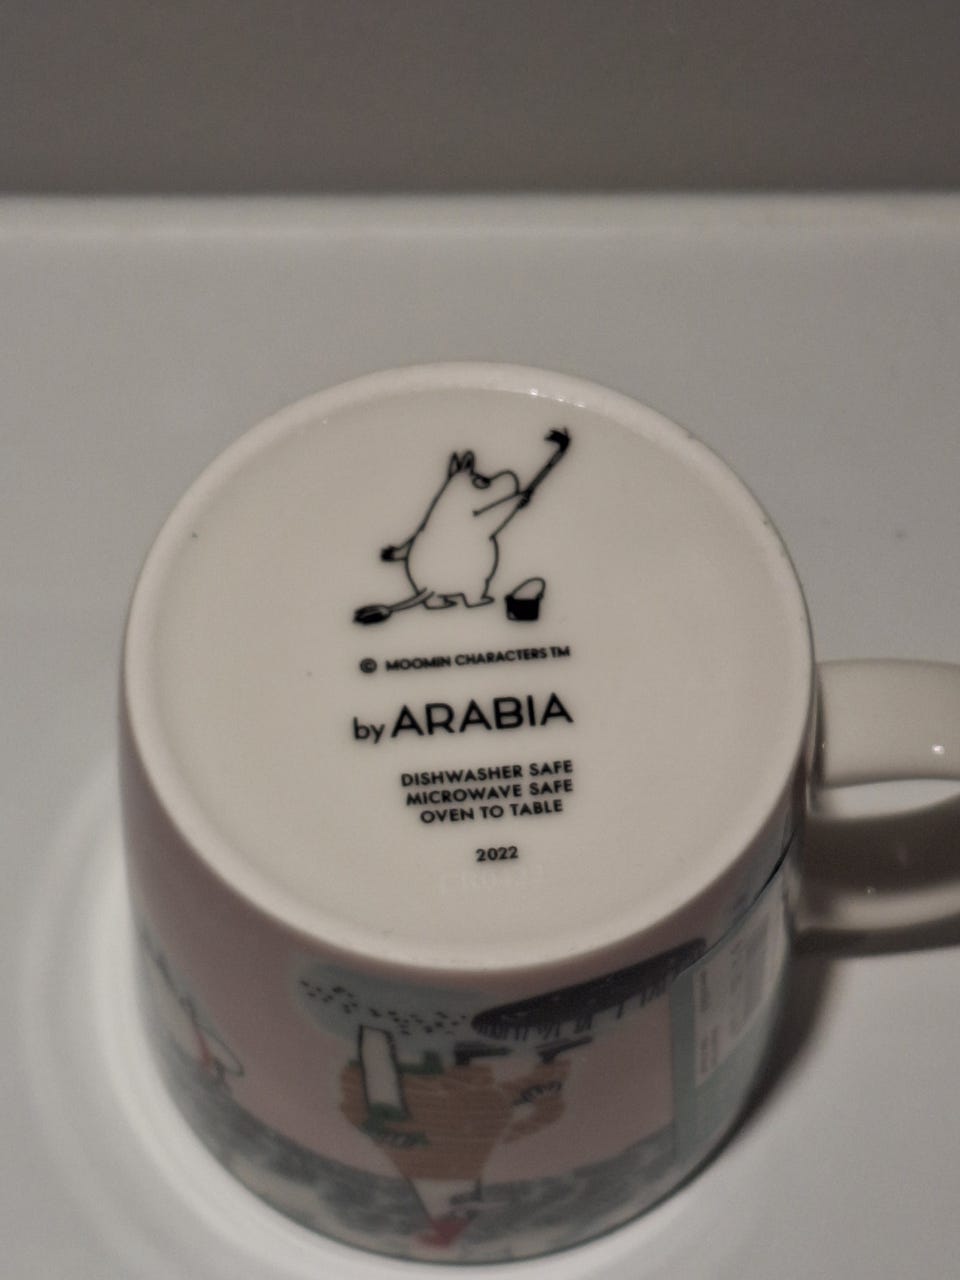 © MOOMIN CHARACTERS TM
by ARABIA
DISHWASHER SAFE
MICROWAVE SAFE
OVEN TO TABLE
2022